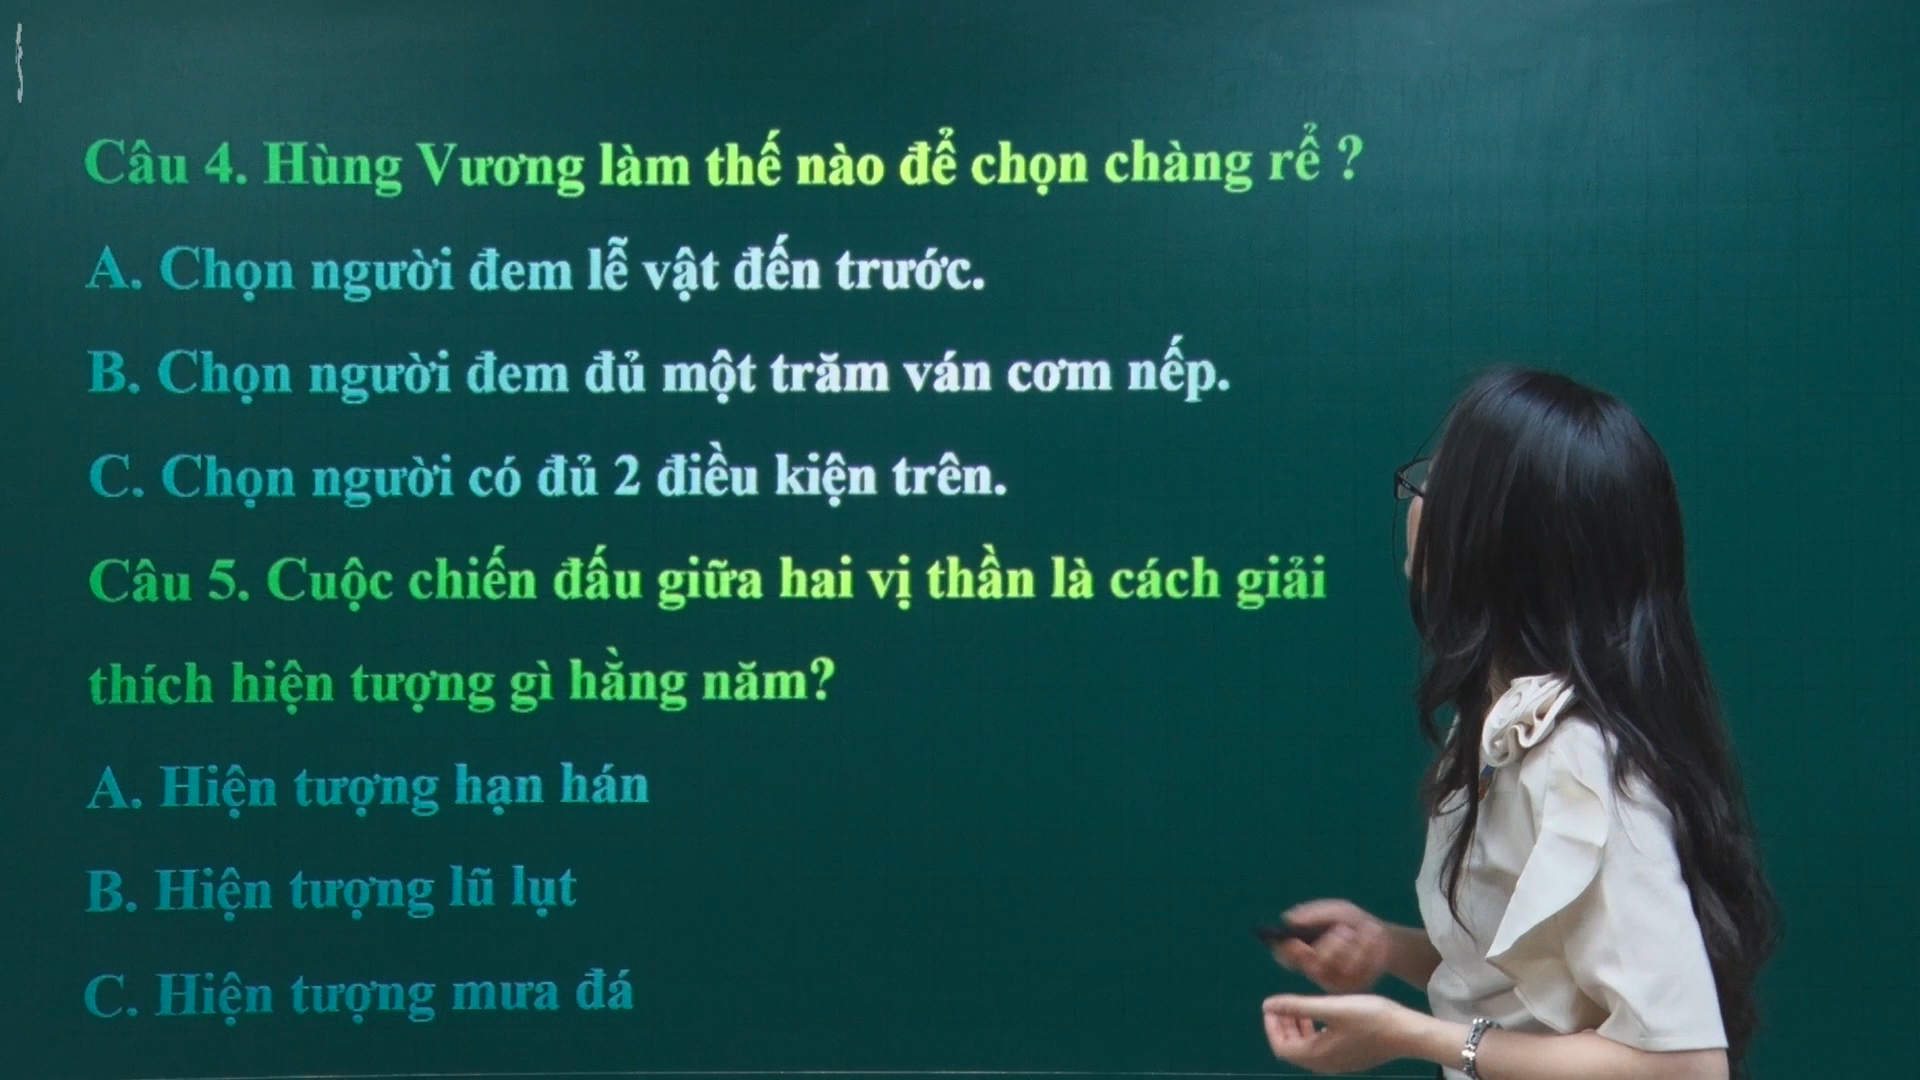 Câu 4. Hùng Vương làm thế nào để chọn chàng rể ?
A. Chọn người đem lễ vật đến trước.
B. Chọn người đem đủ một trăm ván cơm nếp.
C. Chọn người có đủ 2 điều kiện trên.
Câu 5. Cuộc chiến đấu giữa hai vị thần là cách giải
thích hiện tượng gì hằng năm?
A. Hiện tượng hạn hán
B. Hiện tượng lũ lụt
C. Hiện tượng mưa đá